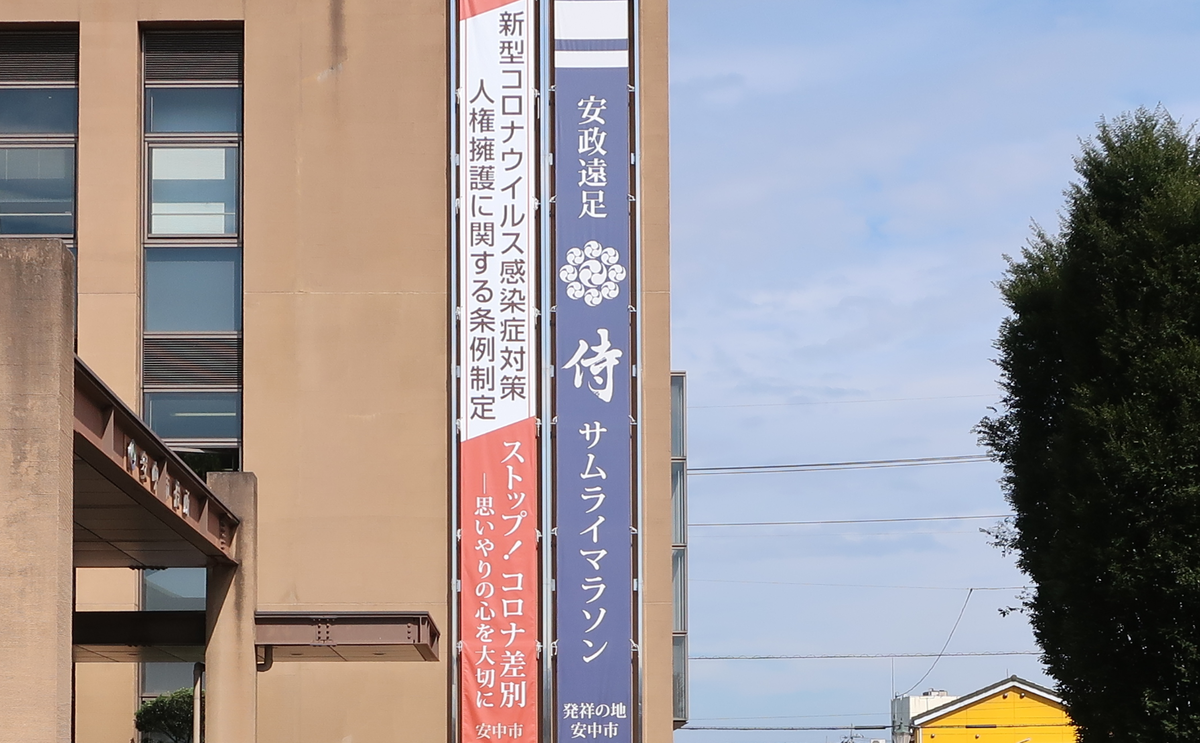 新型コロナウイルス感染症対策
人権擁護に関する条例制定
ストップ！コロナ差別
―思いやりの心を大切に
安中市
安政遠足
侍
サムライマラソン
発祥の地
安中市